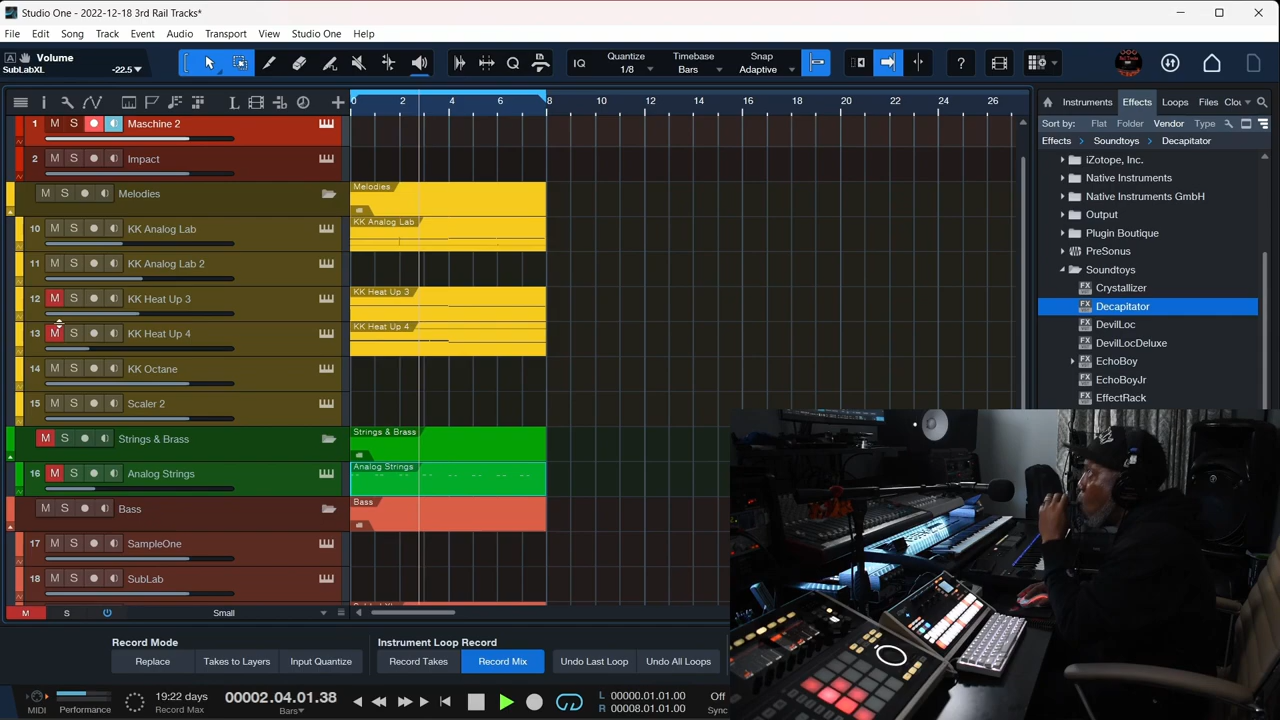 Studio One - 2022-12-18 3rd Rail Tracks*
File Edit Song Track Event Audio Transport View Studio One Help
Volume
SubLabXL -22.5
IQ
Quantize
1/8
Timebase
Bars
Snap
Adaptive
?
0 2 4 6 8 10 12 14 16 18 20 22 24 26
Instruments Effects Loops Files Clou
Sort by: Flat Folder Vendor Type
Effects Soundtoys Decapitator
iZotope, Inc.
Native Instruments
Native Instruments GmbH
Output
Plugin Boutique
PreSonus
Soundtoys
FX Crystallizer
FX Decapitator
FX DevilLoc
FX DevilLocDeluxe
FX EchoBoy
FX EchoBoyJr
FX EffectRack
1 M S Maschine 2
2 M S Impact
M S Melodies
10 M S KK Analog Lab
11 M S KK Analog Lab 2
12 M S KK Heat Up 3
13 M S KK Heat Up 4
14 M S KK Octane
15 M S Scaler 2
M S Strings & Brass
16 M S Analog Strings
M S Bass
17 M S SampleOne
18 M S SubLab
Melodies
KK Analog Lab
KK Heat Up 3
KK Heat Up 4
Strings & Brass
Analog Strings
Bass
M S Small
Record Mode
Replace Takes to Layers Input Quantize
Instrument Loop Record
Record Takes Record Mix Undo Last Loop Undo All Loops
MIDI
Performance
19:22 days
Record Max
00002.04.01.38
Bars
L 00000.01.01.00
R 00008.01.01.00
Off
Sync